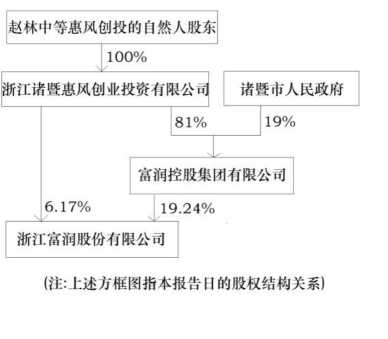 赵林中等惠风创投的自然人股东
100%
浙江诸暨惠风创业投资有限公司
诸暨市人民政府
81%
19%
富润控股集团有限公司
6.17%
19.24%
浙江富润股份有限公司
(注:上述方框图指本报告日的股权结构关系)